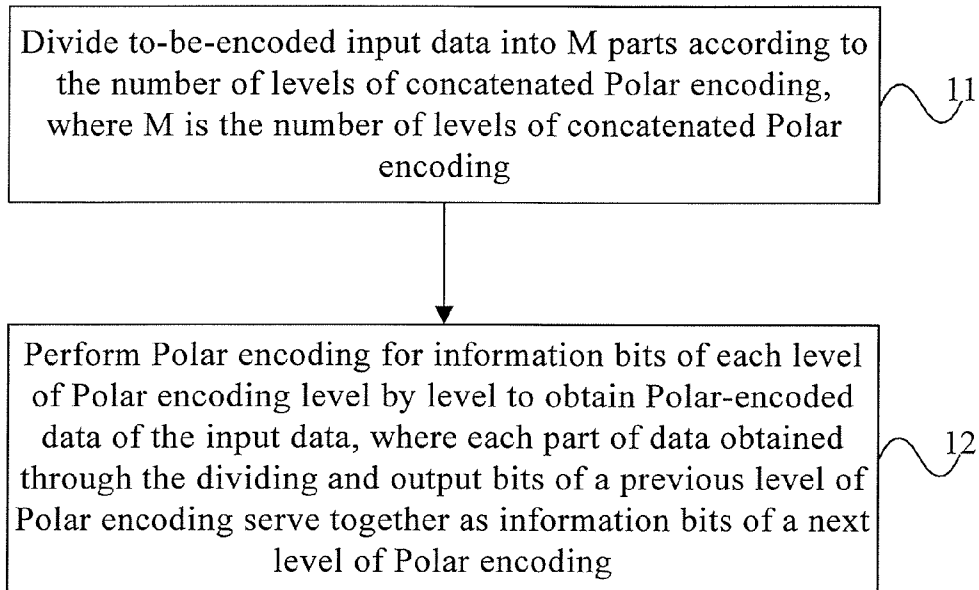 Divide to-be-encoded input data into M parts according to
the number of levels of concatenated Polar encoding,
where M is the number of levels of concatenated Polar
encoding
11
Perform Polar encoding for information bits of each level
of Polar encoding level by level to obtain Polar-encoded
data of the input data, where each part of data obtained
through the dividing and output bits of a previous level of
Polar encoding serve together as information bits of a next
level of Polar encoding
12